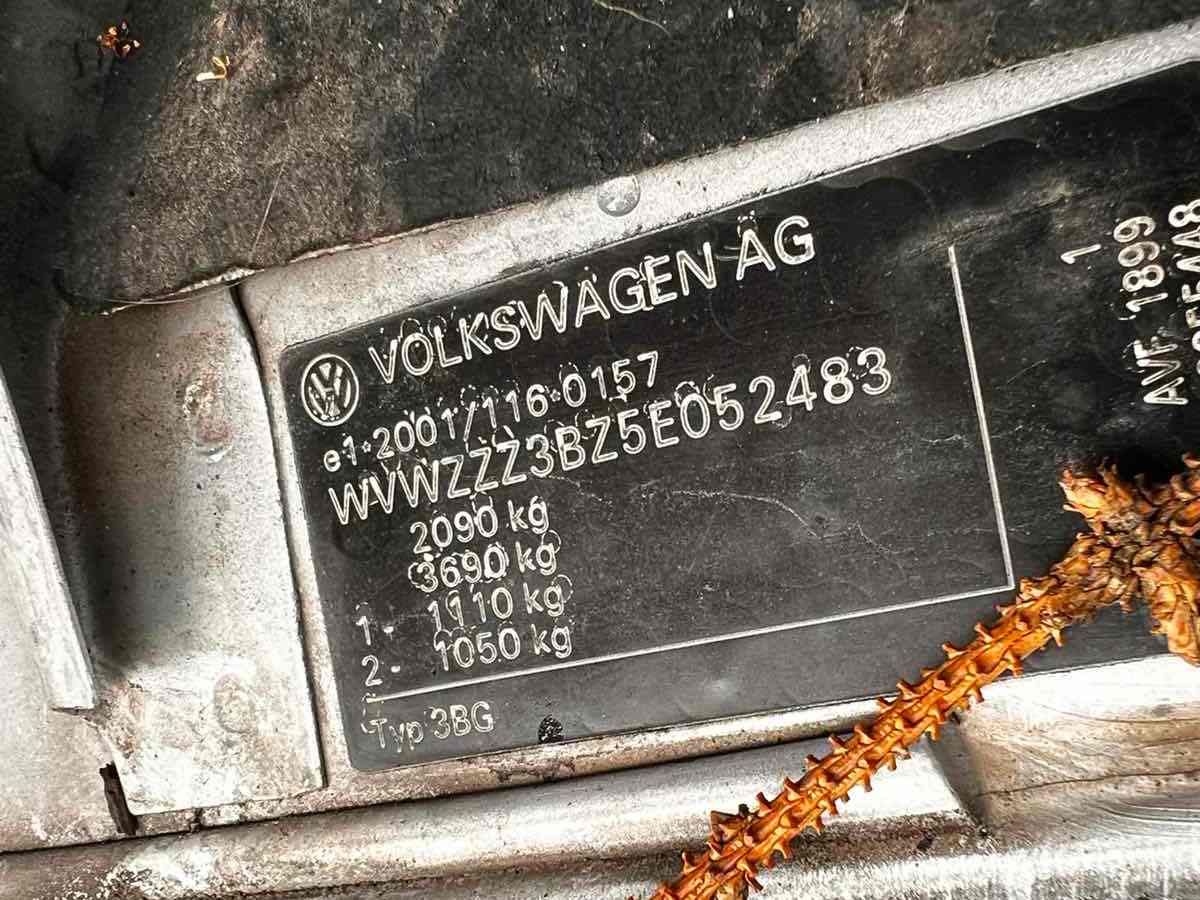 VOLKSWAGEN AG
e1*2001/116*0157
WVWZZZ3BZ5E052483
2090 kg
3690 kg
1- 1110 kg
2- 1050 kg
Typ 3BG
1
AVF 1899